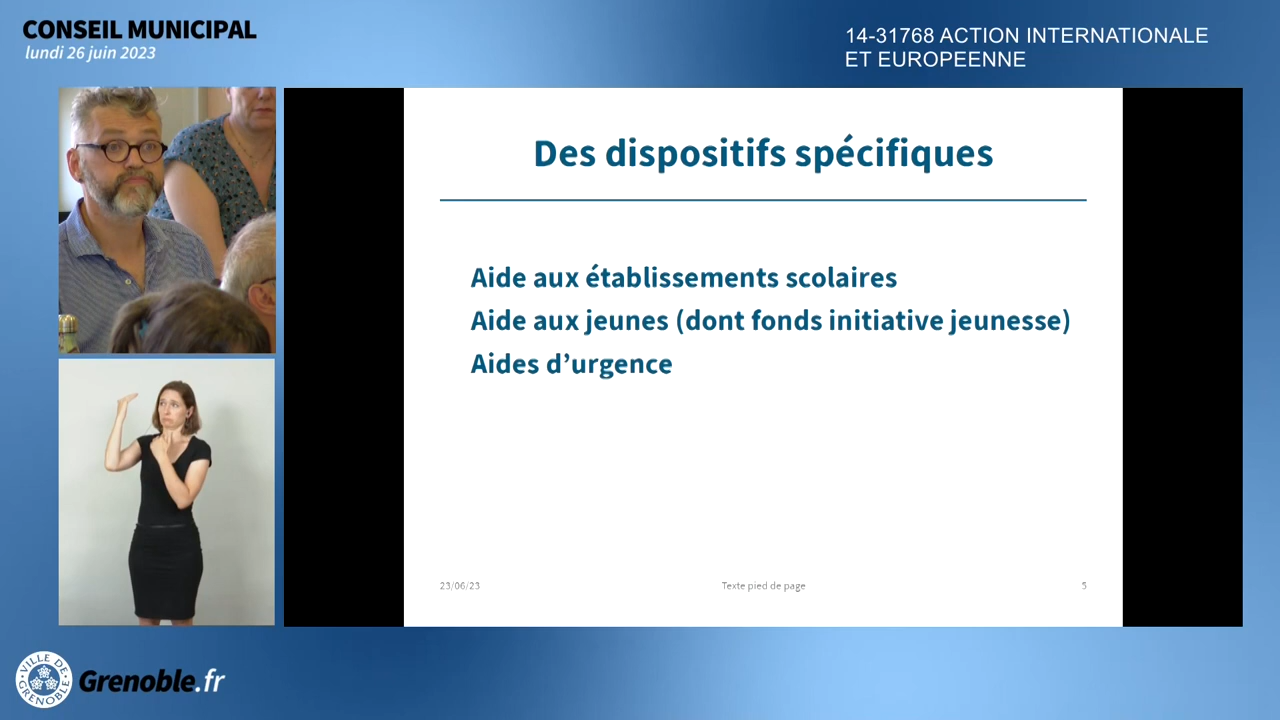 CONSEIL MUNICIPAL
lundi 26 juin 2023
14-31768 ACTION INTERNATIONALE
ET EUROPEENNE
Des dispositifs spécifiques
Aide aux établissements scolaires
Aide aux jeunes (dont fonds initiative jeunesse)
Aides d’urgence
23/06/23
Texte pied de page
5
VILLE DE
GRENOBLE
Grenoble.fr